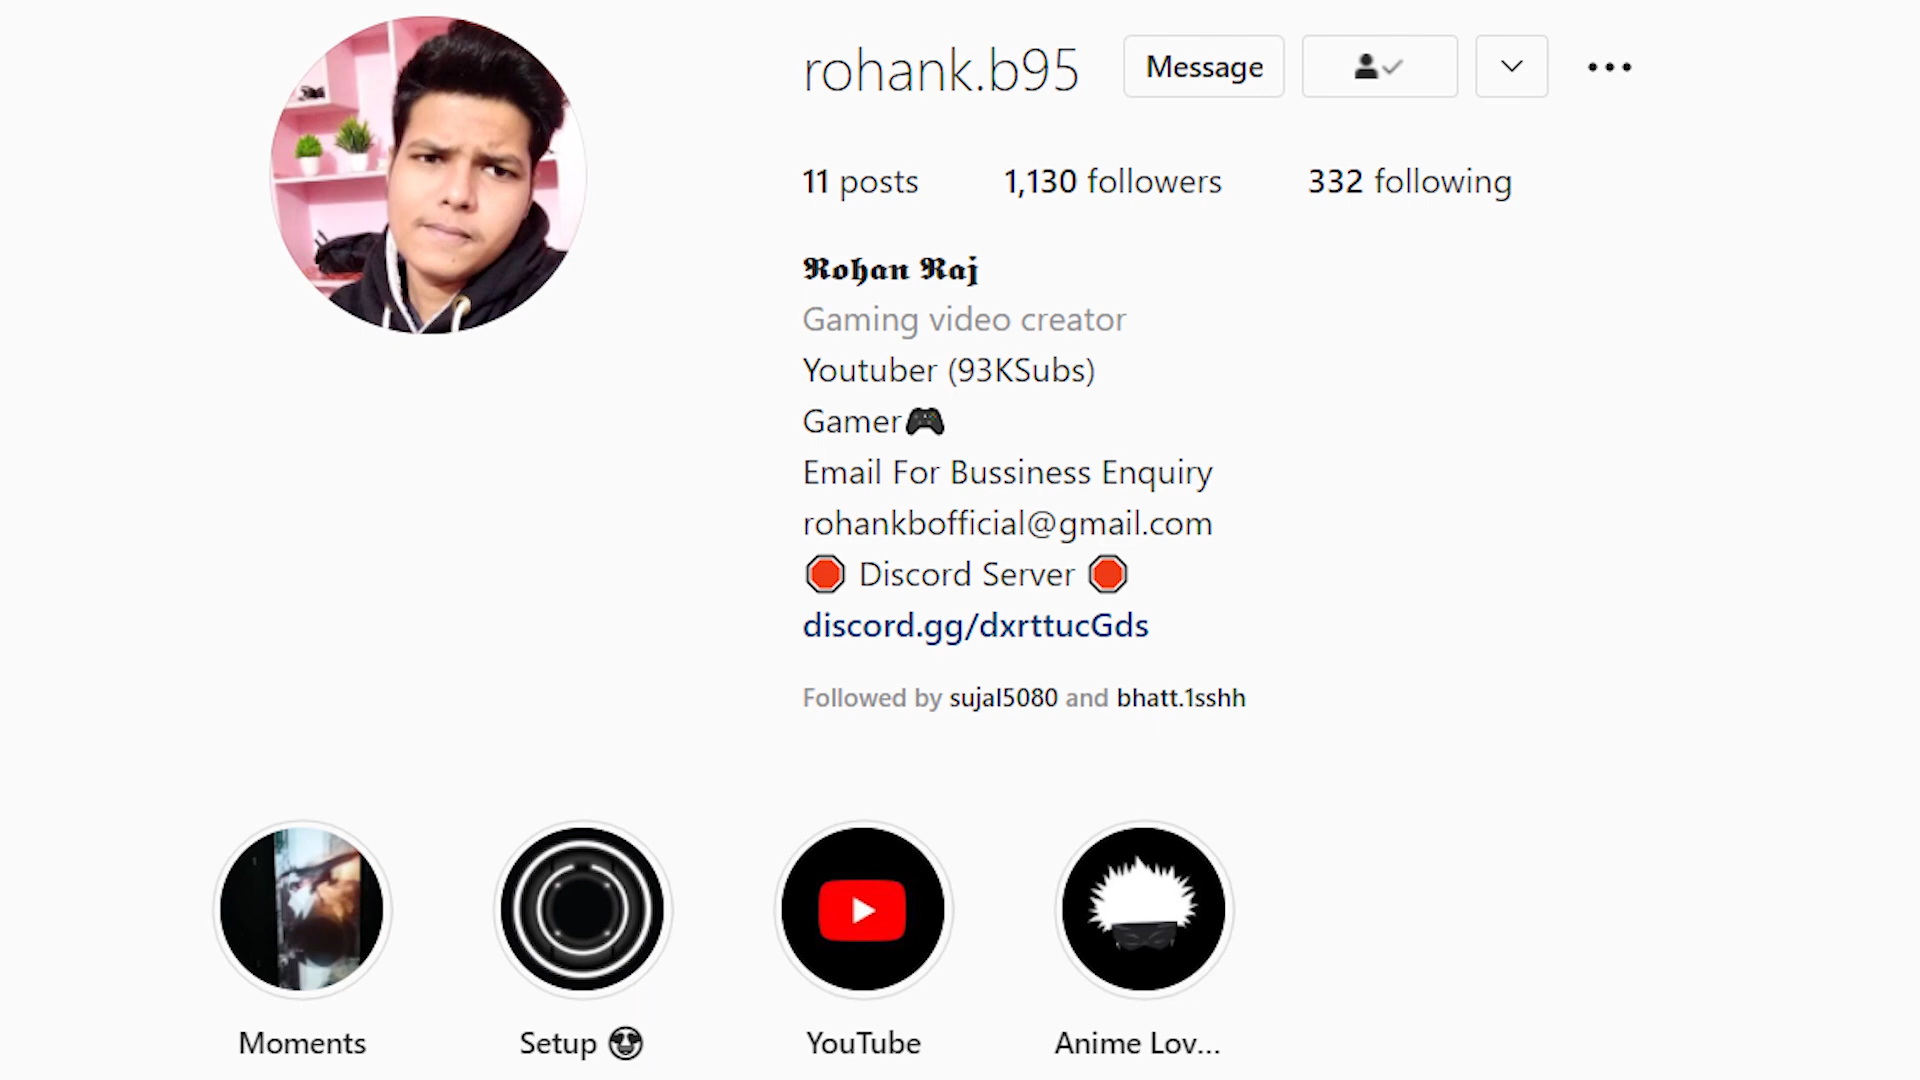 rohank.b95 Message
11 posts 1,130 followers 332 following
𝕽𝖔𝖍𝖆𝖓 𝕽𝖆𝖏
Gaming video creator
Youtuber (93KSubs)
Gamer🎮
Email For Bussiness Enquiry
rohankbofficial@gmail.com
🛑 Discord Server 🛑
discord.gg/dxrttucGds
Followed by sujal5080 and bhatt.1sshh
Moments Setup 😍 YouTube Anime Lov...